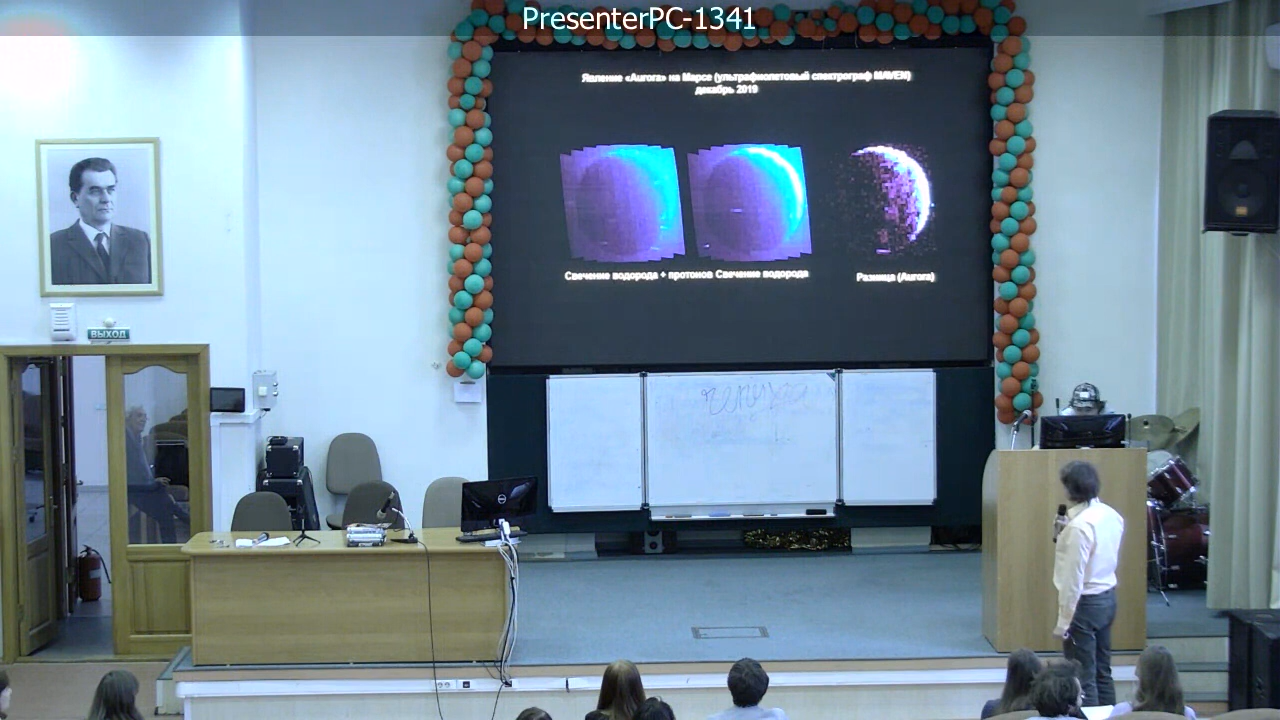 PresenterPC-1341
Явление «Aurora» на Марсе (ультрафиолетовый спектрограф MAVEN)
декабрь 2019
Свечение водорода + протонов Свечение водорода
Разница (Aurora)
ВЫХОД